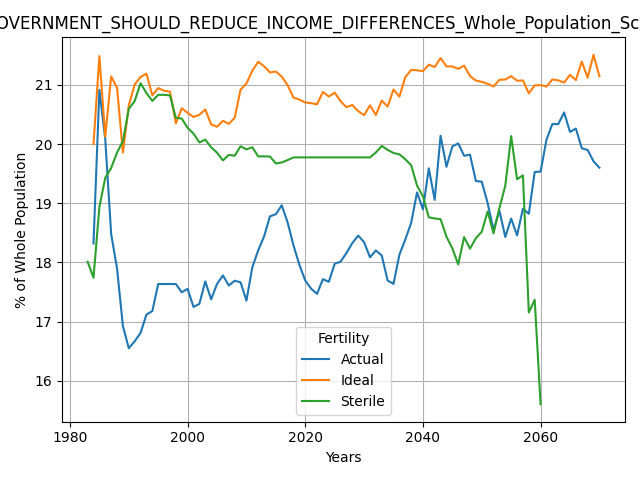 OVERNMENT_SHOULD_REDUCE_INCOME_DIFFERENCES_Whole_Population_Sc
% of Whole Population
21
20
19
18
17
16
Fertility
Actual
Ideal
Sterile
1980
2000
2020
2040
2060
Years